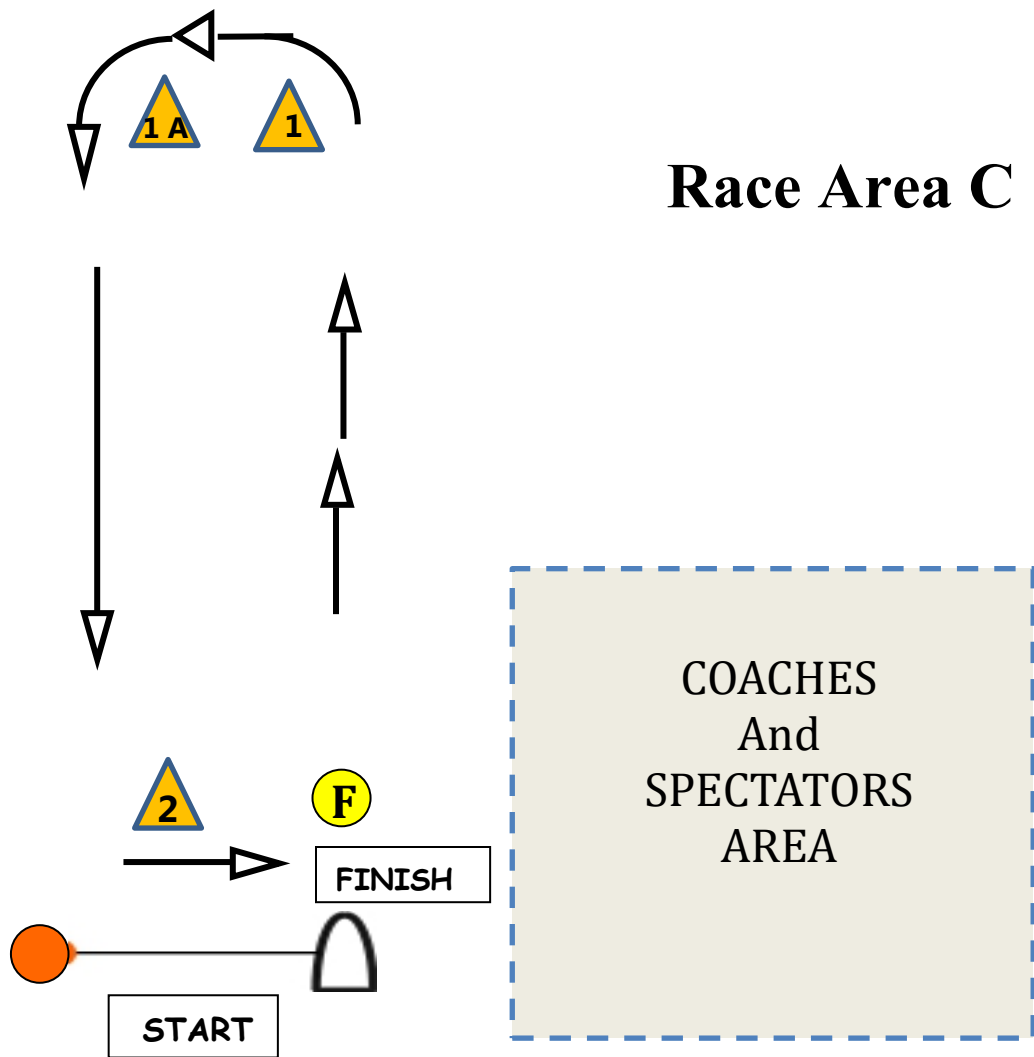 1 A
1
Race Area C
COACHES
And
SPECTATORS
AREA
2
F
FINISH
START